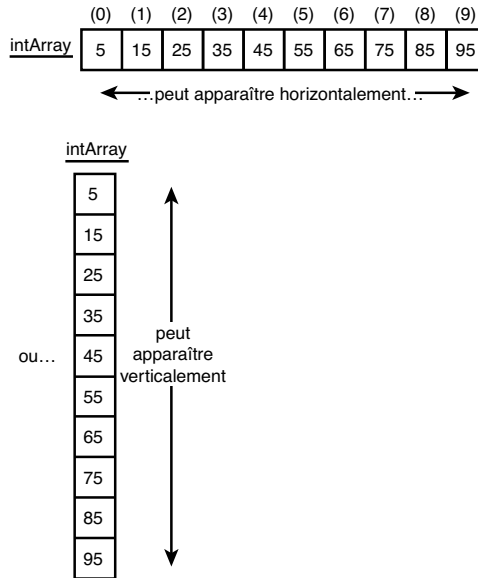 (0) (1) (2) (3) (4) (5) (6) (7) (8) (9)
intArray 5 15 25 35 45 55 65 75 85 95
…peut apparaître horizontalement…
intArray
5
15
25
35
ou… 45
55
65
75
85
95
peut
apparaître
verticalement